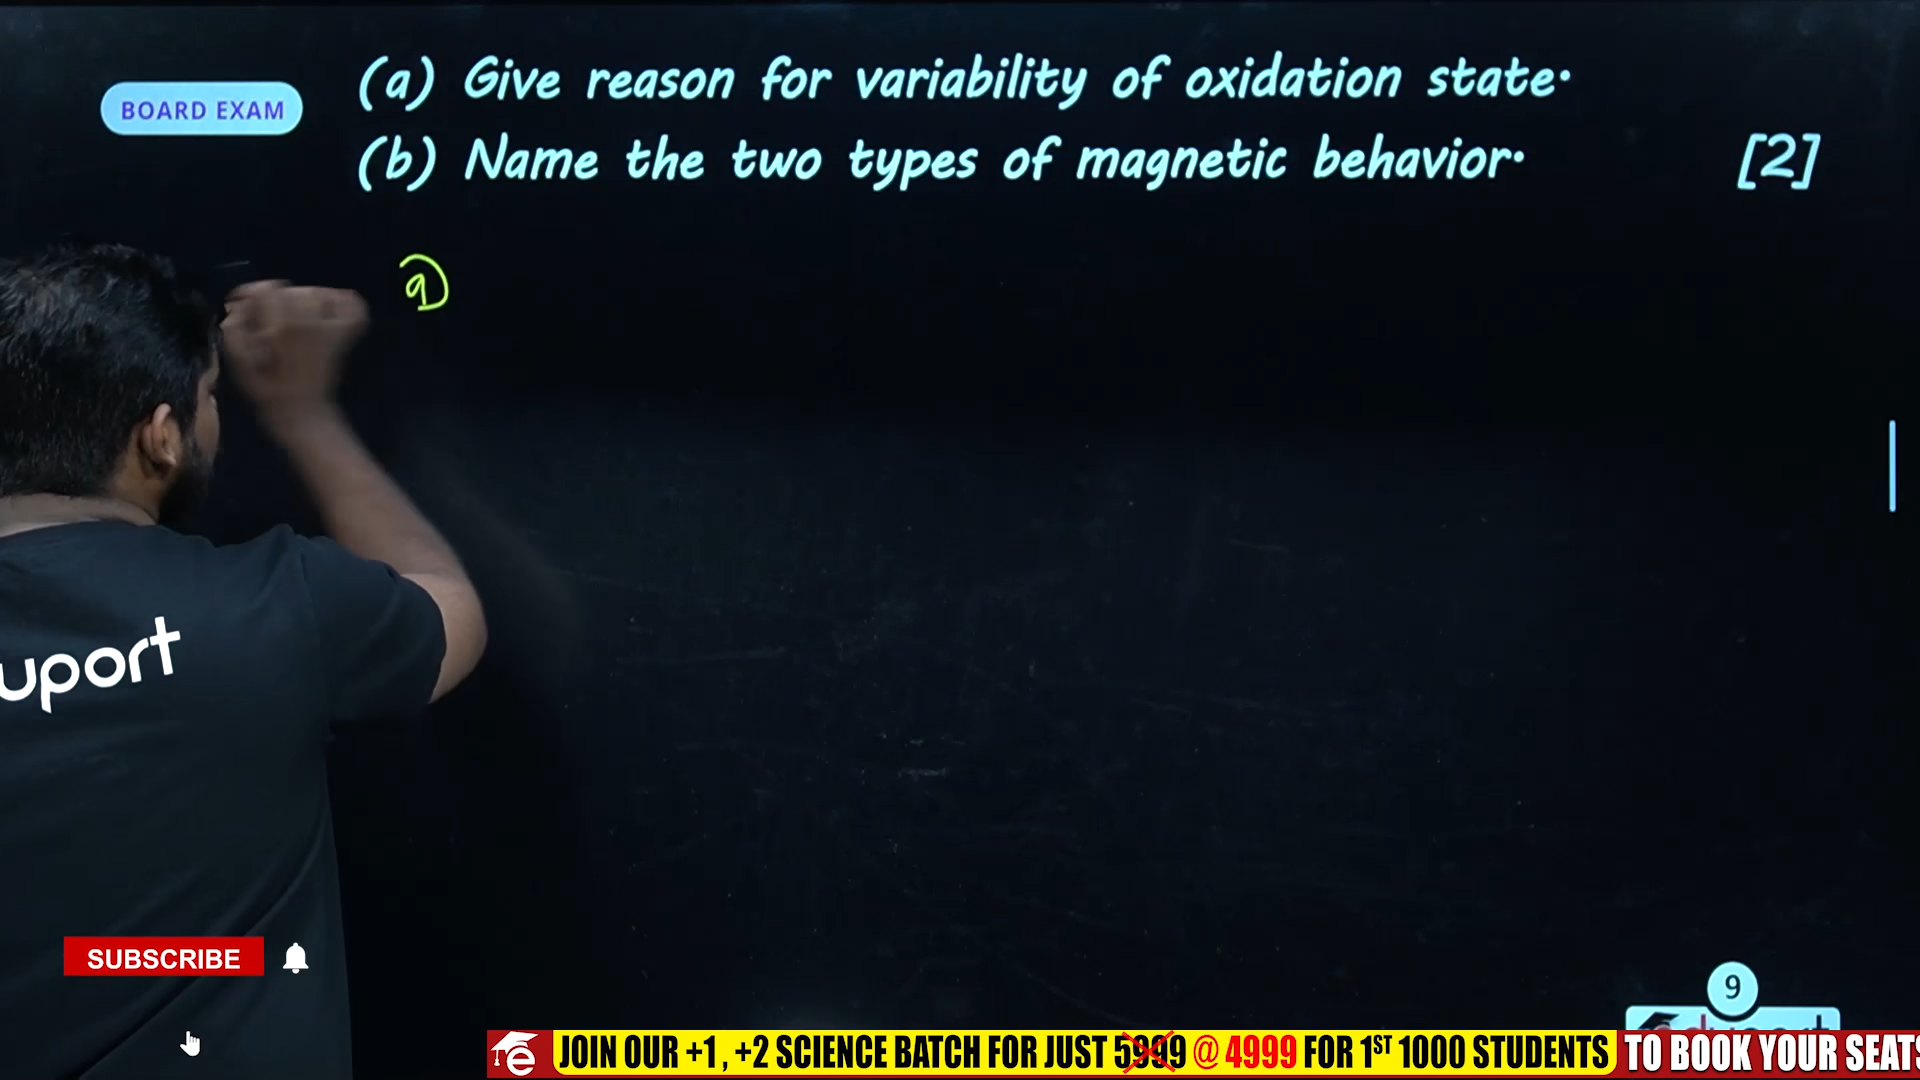 (a) Give reason for variability of oxidation state.
BOARD EXAM
(b) Name the two types of magnetic behavior. [2]
a)
uport
SUBSCRIBE
9
eduport
JOIN OUR +1, +2 SCIENCE BATCH FOR JUST 5999 @ 4999 FOR 1ST 1000 STUDENTS TO BOOK YOUR SEATS